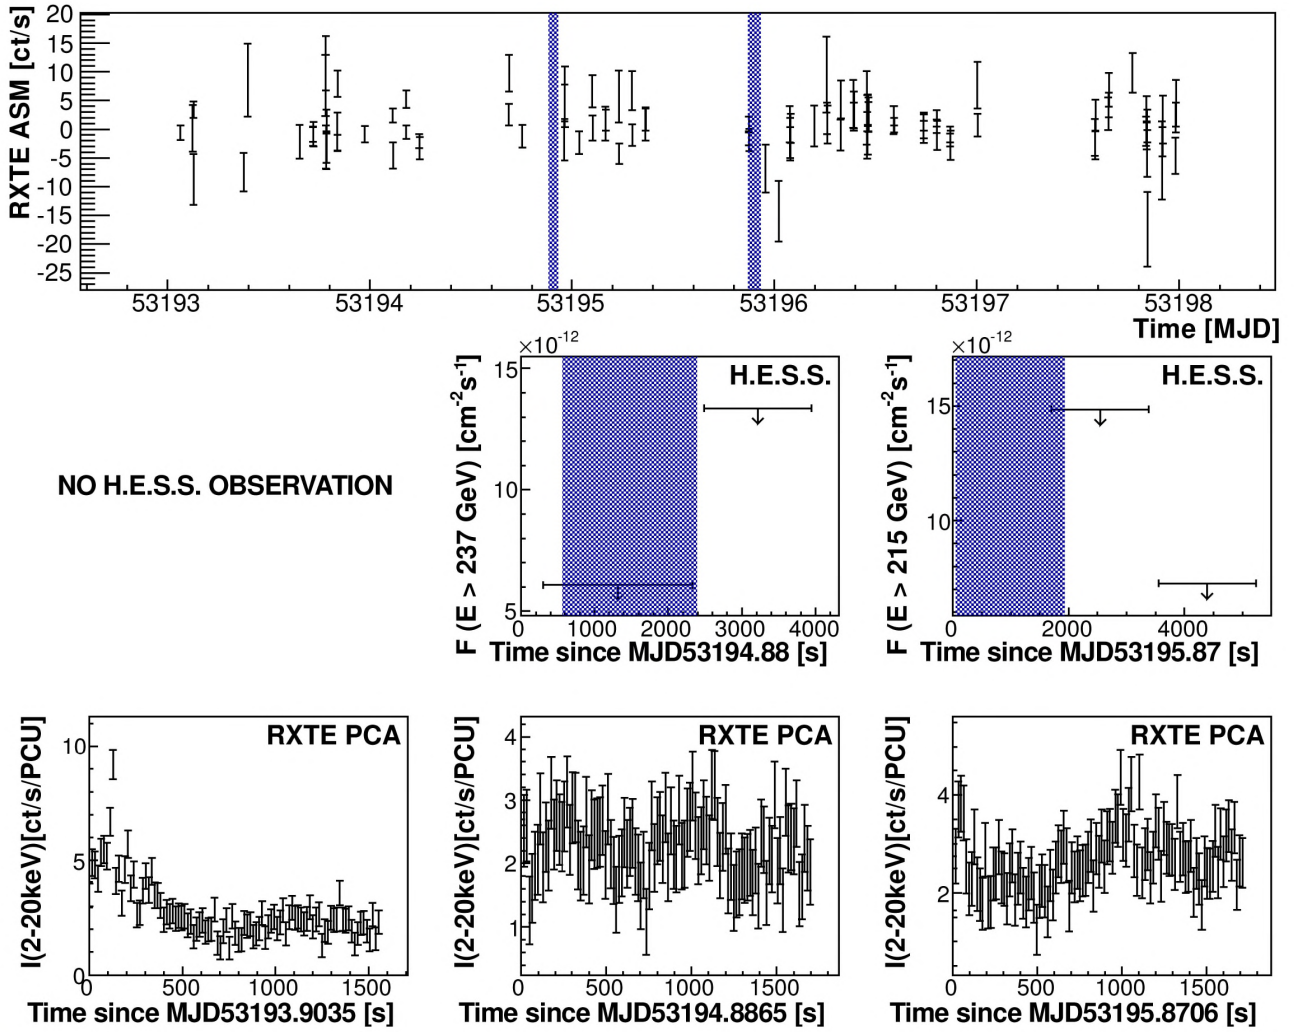 RXTE ASM [ct/s]
20
15
10
5
0
-5
-10
-15
-20
-25
53193 53194 53195 53196 53197 53198
Time [MJD]
NO H.E.S.S. OBSERVATION
×10⁻¹²
H.E.S.S.
F (E > 237 GeV) [cm⁻²s⁻¹]
15
10
5
0 1000 2000 3000 4000
Time since MJD53194.88 [s]
×10⁻¹²
H.E.S.S.
F (E > 215 GeV) [cm⁻²s⁻¹]
15
10
0 2000 4000
Time since MJD53195.87 [s]
RXTE PCA
I(2-20keV)[ct/s/PCU]
10
5
0
0 500 1000 1500
Time since MJD53193.9035 [s]
RXTE PCA
I(2-20keV)[ct/s/PCU]
4
3
2
1
0 500 1000 1500
Time since MJD53194.8865 [s]
RXTE PCA
I(2-20keV)[ct/s/PCU]
4
2
0 500 1000 1500
Time since MJD53195.8706 [s]